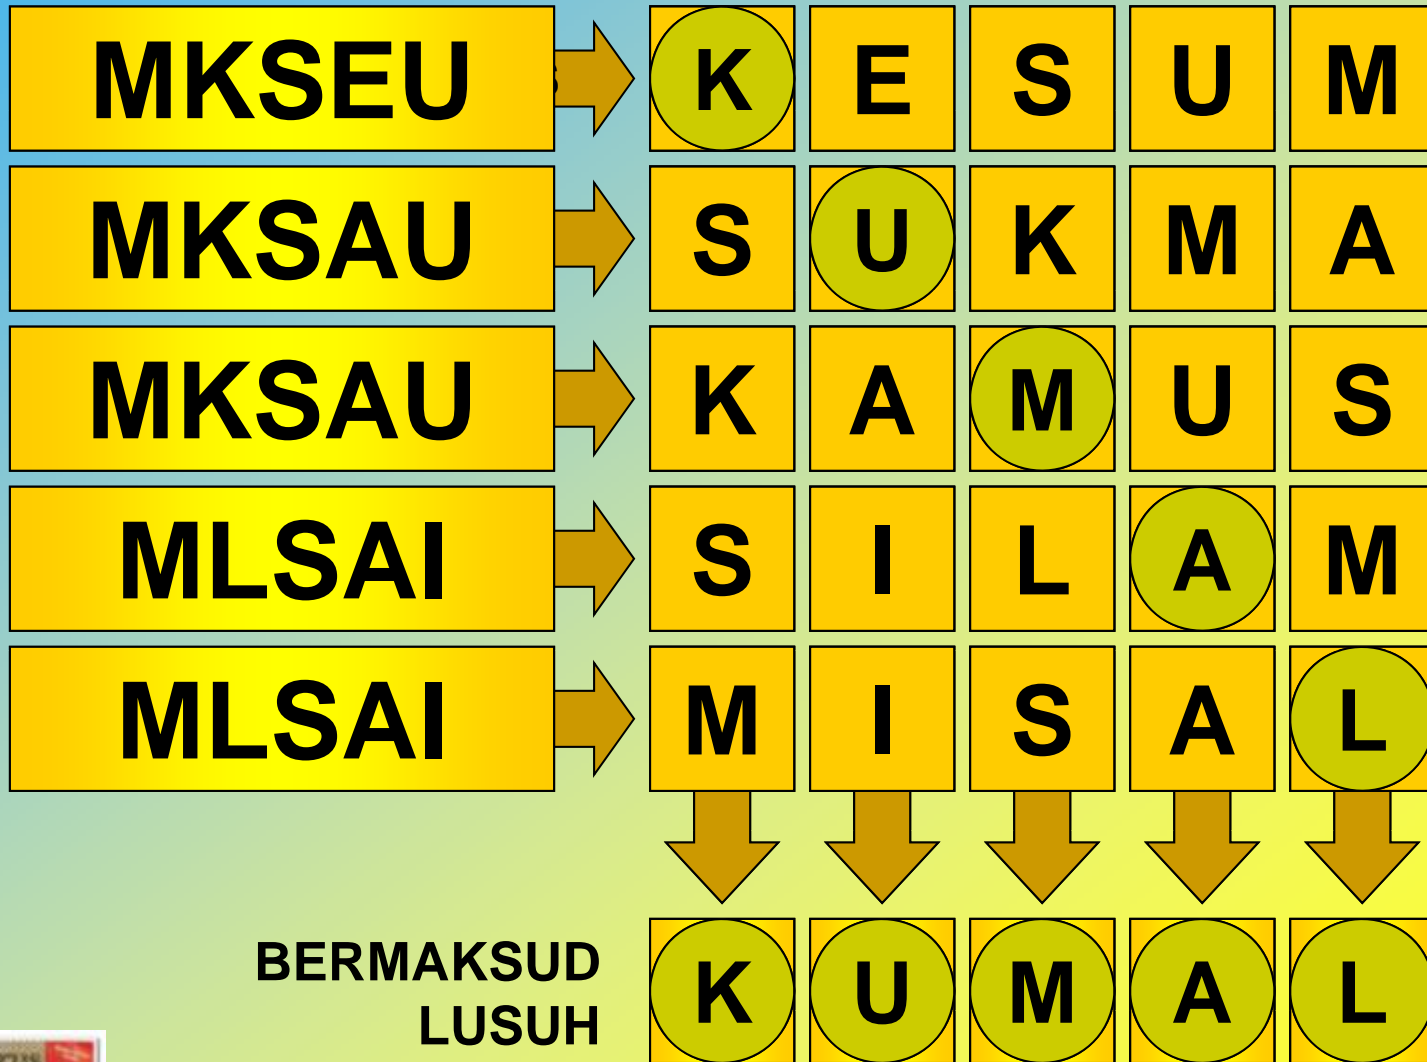 MKSEU K E S U M
MKSAU S U K M A
MKSAU K A M U S
MLSAI S I L A M
MLSAI M I S A L
BERMAKSUD
LUSUH
K U M A L